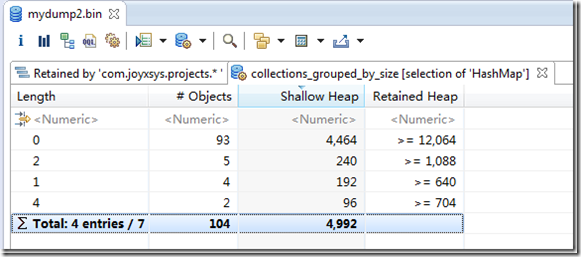 mydump2.bin
Retained by 'com.joyxsys.projects.* '
collections_grouped_by_size [selection of 'HashMap']
Length # Objects Shallow Heap Retained Heap
<Numeric> <Numeric> <Numeric> <Numeric>
0 93 4,464 >= 12,064
2 5 240 >= 1,088
1 4 192 >= 640
4 2 96 >= 704
Σ Total: 4 entries / 7 104 4,992